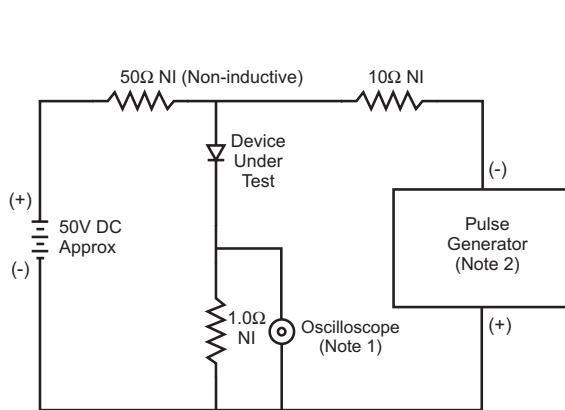 50Ω NI (Non-inductive)
10Ω NI
Device
Under
Test
(-)
(+)
50V DC
Approx
(-)
Pulse
Generator
(Note 2)
1.0Ω
NI
Oscilloscope
(Note 1)
(+)